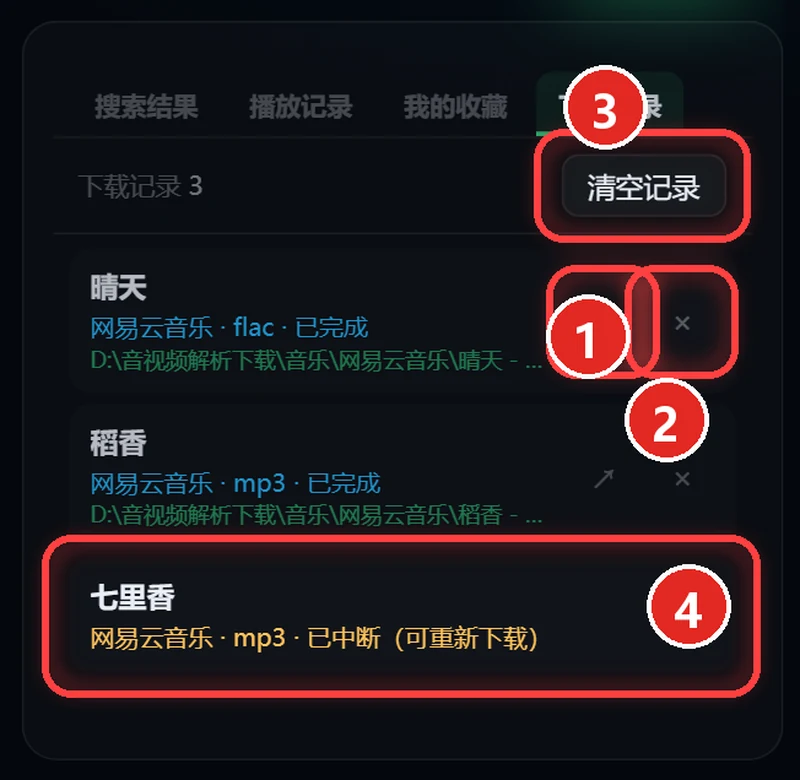 搜索结果 播放记录 我的收藏 录
3
下载记录 3 清空记录
晴天
网易云音乐 · flac · 已完成
D:\音视频解析下载\音乐\网易云音乐\晴天 - ...
1
×
2
稻香
网易云音乐 · mp3 · 已完成
↗ ×
D:\音视频解析下载\音乐\网易云音乐\稻香 - ...
七里香
4
网易云音乐 · mp3 · 已中断（可重新下载）